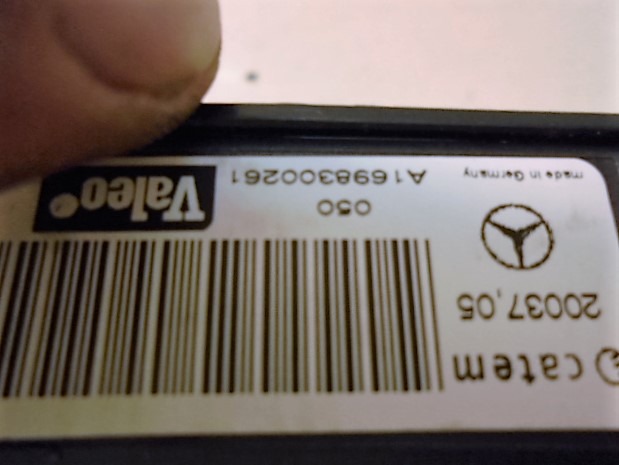 catem
20037,05
050
made in Germany
A1698300261
Valeo®